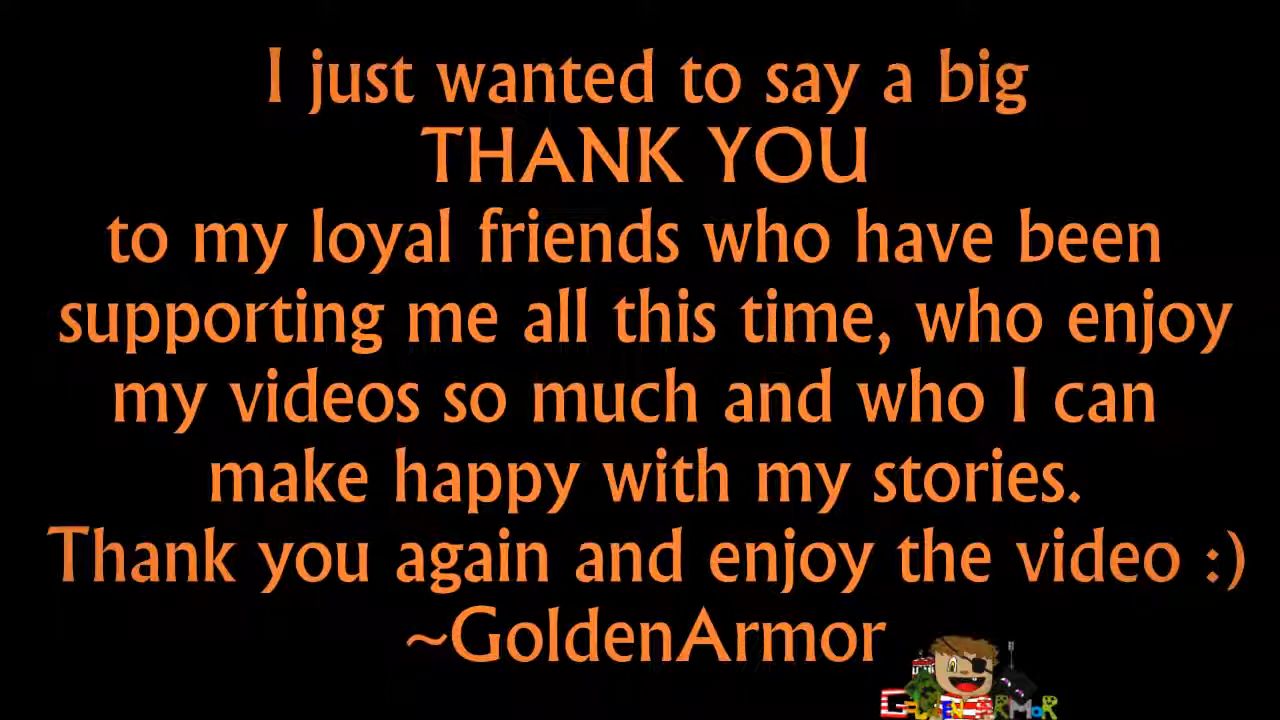 I just wanted to say a big
THANK YOU
to my loyal friends who have been
supporting me all this time, who enjoy
my videos so much and who I can
make happy with my stories.
Thank you again and enjoy the video :)
~GoldenArmor
GOLDEN ARMOR